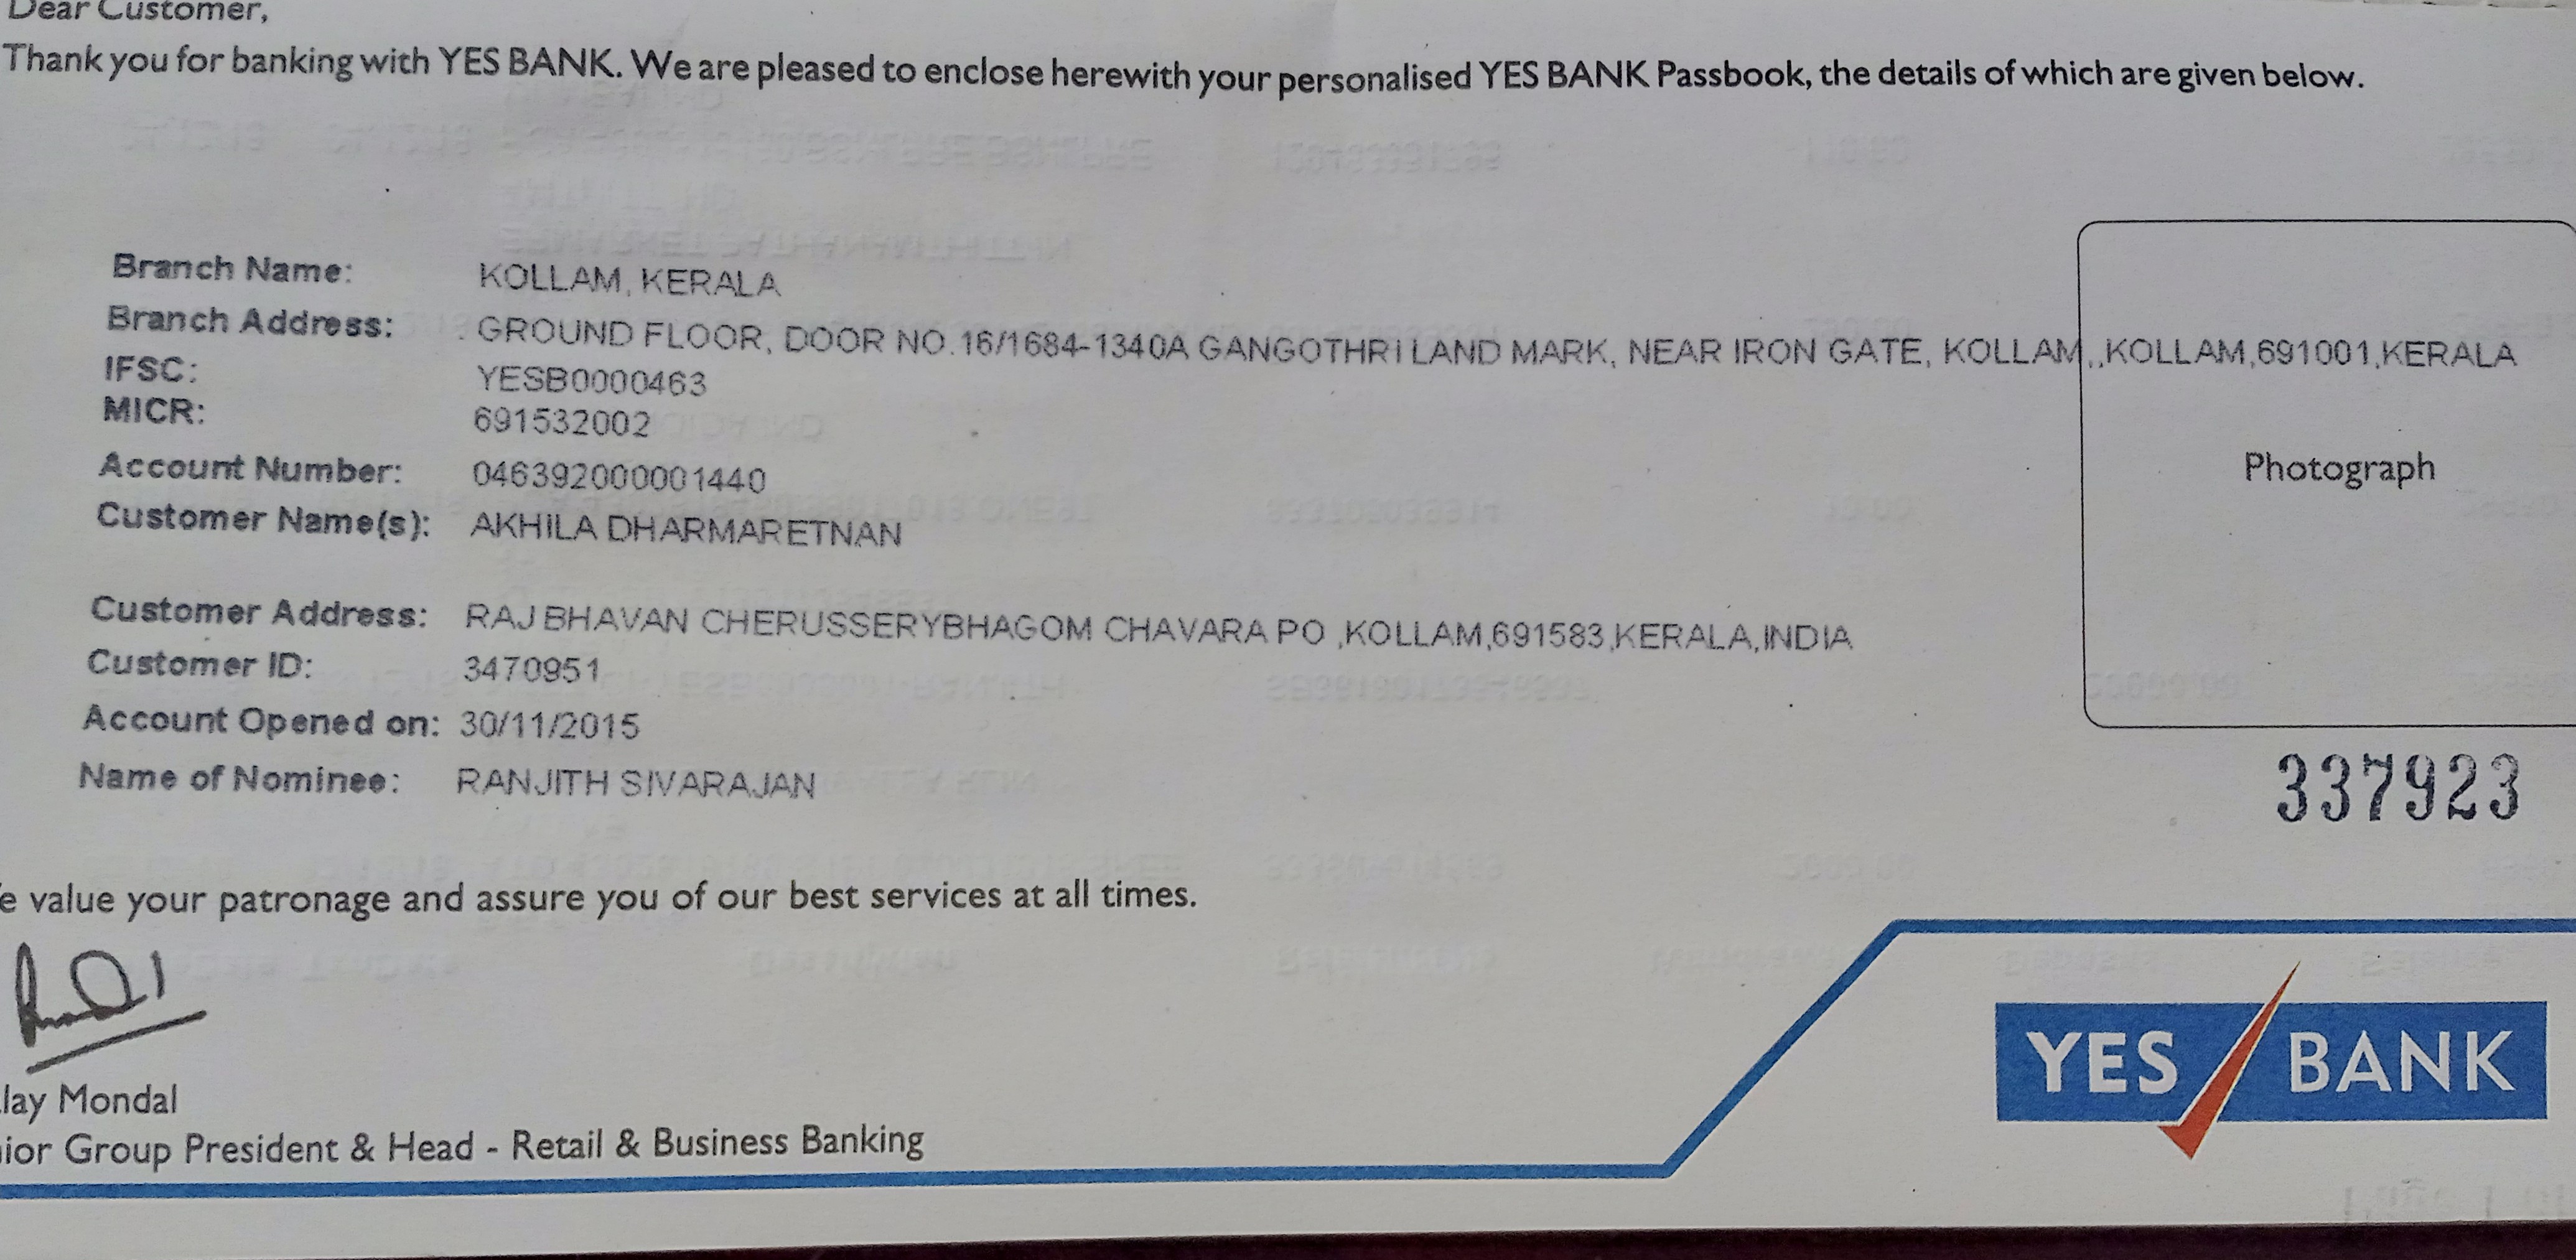 Dear Customer,
Thank you for banking with YES BANK. We are pleased to enclose herewith your personalised YES BANK Passbook, the details of which are given below.
Branch Name: KOLLAM, KERALA
Branch Address: GROUND FLOOR, DOOR NO.16/1684-1340A GANGOTHRI LAND MARK, NEAR IRON GATE, KOLLAM,,KOLLAM,691001,KERALA
IFSC: YESB0000463
MICR: 691532002
Account Number: 046392000001440
Photograph
Customer Name(s): AKHILA DHARMARETNAN
Customer Address: RAJ BHAVAN CHERUSSERYBHAGOM CHAVARA PO ,KOLLAM,691583,KERALA,INDIA
Customer ID: 3470951
Account Opened on: 30/11/2015
Name of Nominee: RANJITH SIVARAJAN
337923
e value your patronage and assure you of our best services at all times.
lay Mondal
ior Group President & Head - Retail & Business Banking
YES BANK